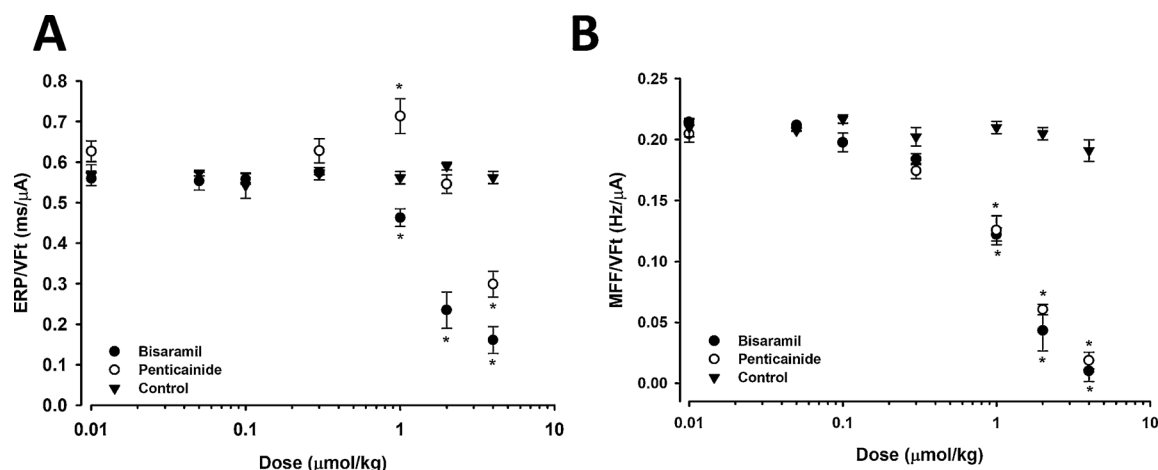 A
B
0.8
0.7
0.6
0.5
0.4
0.3
0.2
0.1
0.0
ERP/VFt (ms/μA)
*
*
*
*
*
Bisaramil
Penticainide
Control
0.01
0.1
1
10
Dose (μmol/kg)
0.25
0.20
0.15
0.10
0.05
0.00
MFF/VFt (Hz/μA)
*
*
*
*
*
*
Bisaramil
Penticainide
Control
0.01
0.1
1
10
Dose (μmol/kg)